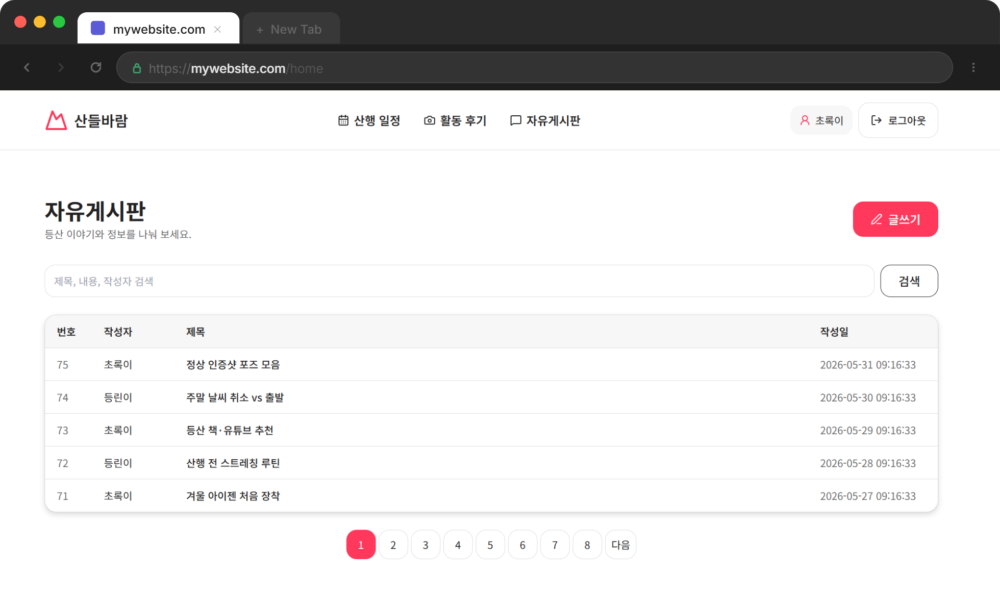 mywebsite.com
+ New Tab
https://mywebsite.com/home
산들바람
산행 일정
활동 후기
자유게시판
초록이
로그아웃
자유게시판
글쓰기
등산 이야기와 정보를 나눠 보세요.
제목, 내용, 작성자 검색
검색
번호 작성자 제목 작성일
75 초록이 정상 인증샷 포즈 모음 2026-05-31 09:16:33
74 등린이 주말 날씨 취소 vs 출발 2026-05-30 09:16:33
73 초록이 등산 책·유튜브 추천 2026-05-29 09:16:33
72 등린이 산행 전 스트레칭 루틴 2026-05-28 09:16:33
71 초록이 겨울 아이젠 처음 장착 2026-05-27 09:16:33
1 2 3 4 5 6 7 8 다음